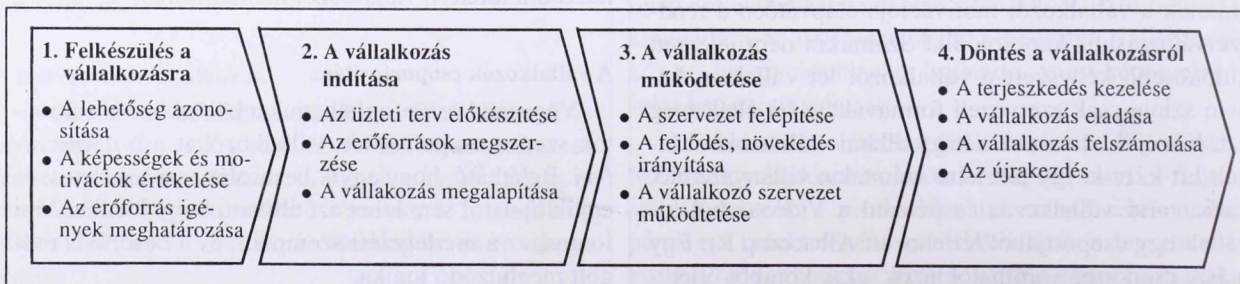 1. Felkészülés a
vállalkozásra
• A lehetőség azono-
sítása
• A képességek és mo-
tivációk értékelése
• Az erőforrás igé-
nyek meghatározása
2. A vállalkozás
indítása
• Az üzleti terv előkészítése
• Az erőforrások megszer-
zése
• A vállakozás megalapítása
3. A vállalkozás
működtetése
• A szervezet felépítése
• A fejlődés, növekedés
irányítása
• A vállalkozó szervezet
működtetése
4. Döntés a vállalkozásról
• A terjeszkedés kezelése
• A vállalkozás eladása
• A vállalkozás felszámolása
• Az újrakezdés